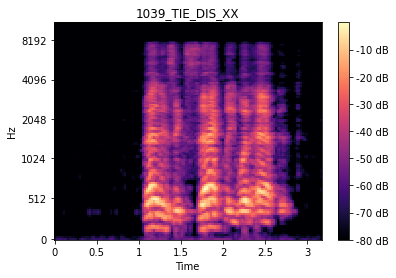 1039_TIE_DIS_XX
8192
4096
2048
1024
512
0
Hz
0 0.5 1 1.5 2 2.5 3
Time
-10 dB
-20 dB
-30 dB
-40 dB
-50 dB
-60 dB
-70 dB
-80 dB